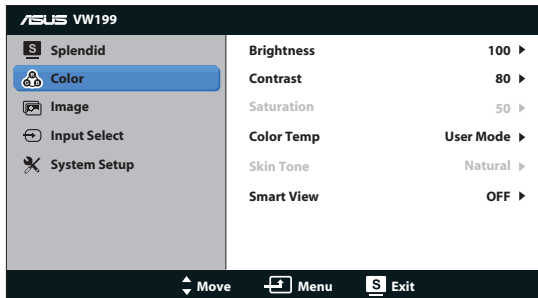 ASUS VW199
S Splendid
Color
Image
Input Select
System Setup
Brightness 100
Contrast 80
Saturation 50
Color Temp User Mode
Skin Tone Natural
Smart View OFF
Move Menu S Exit